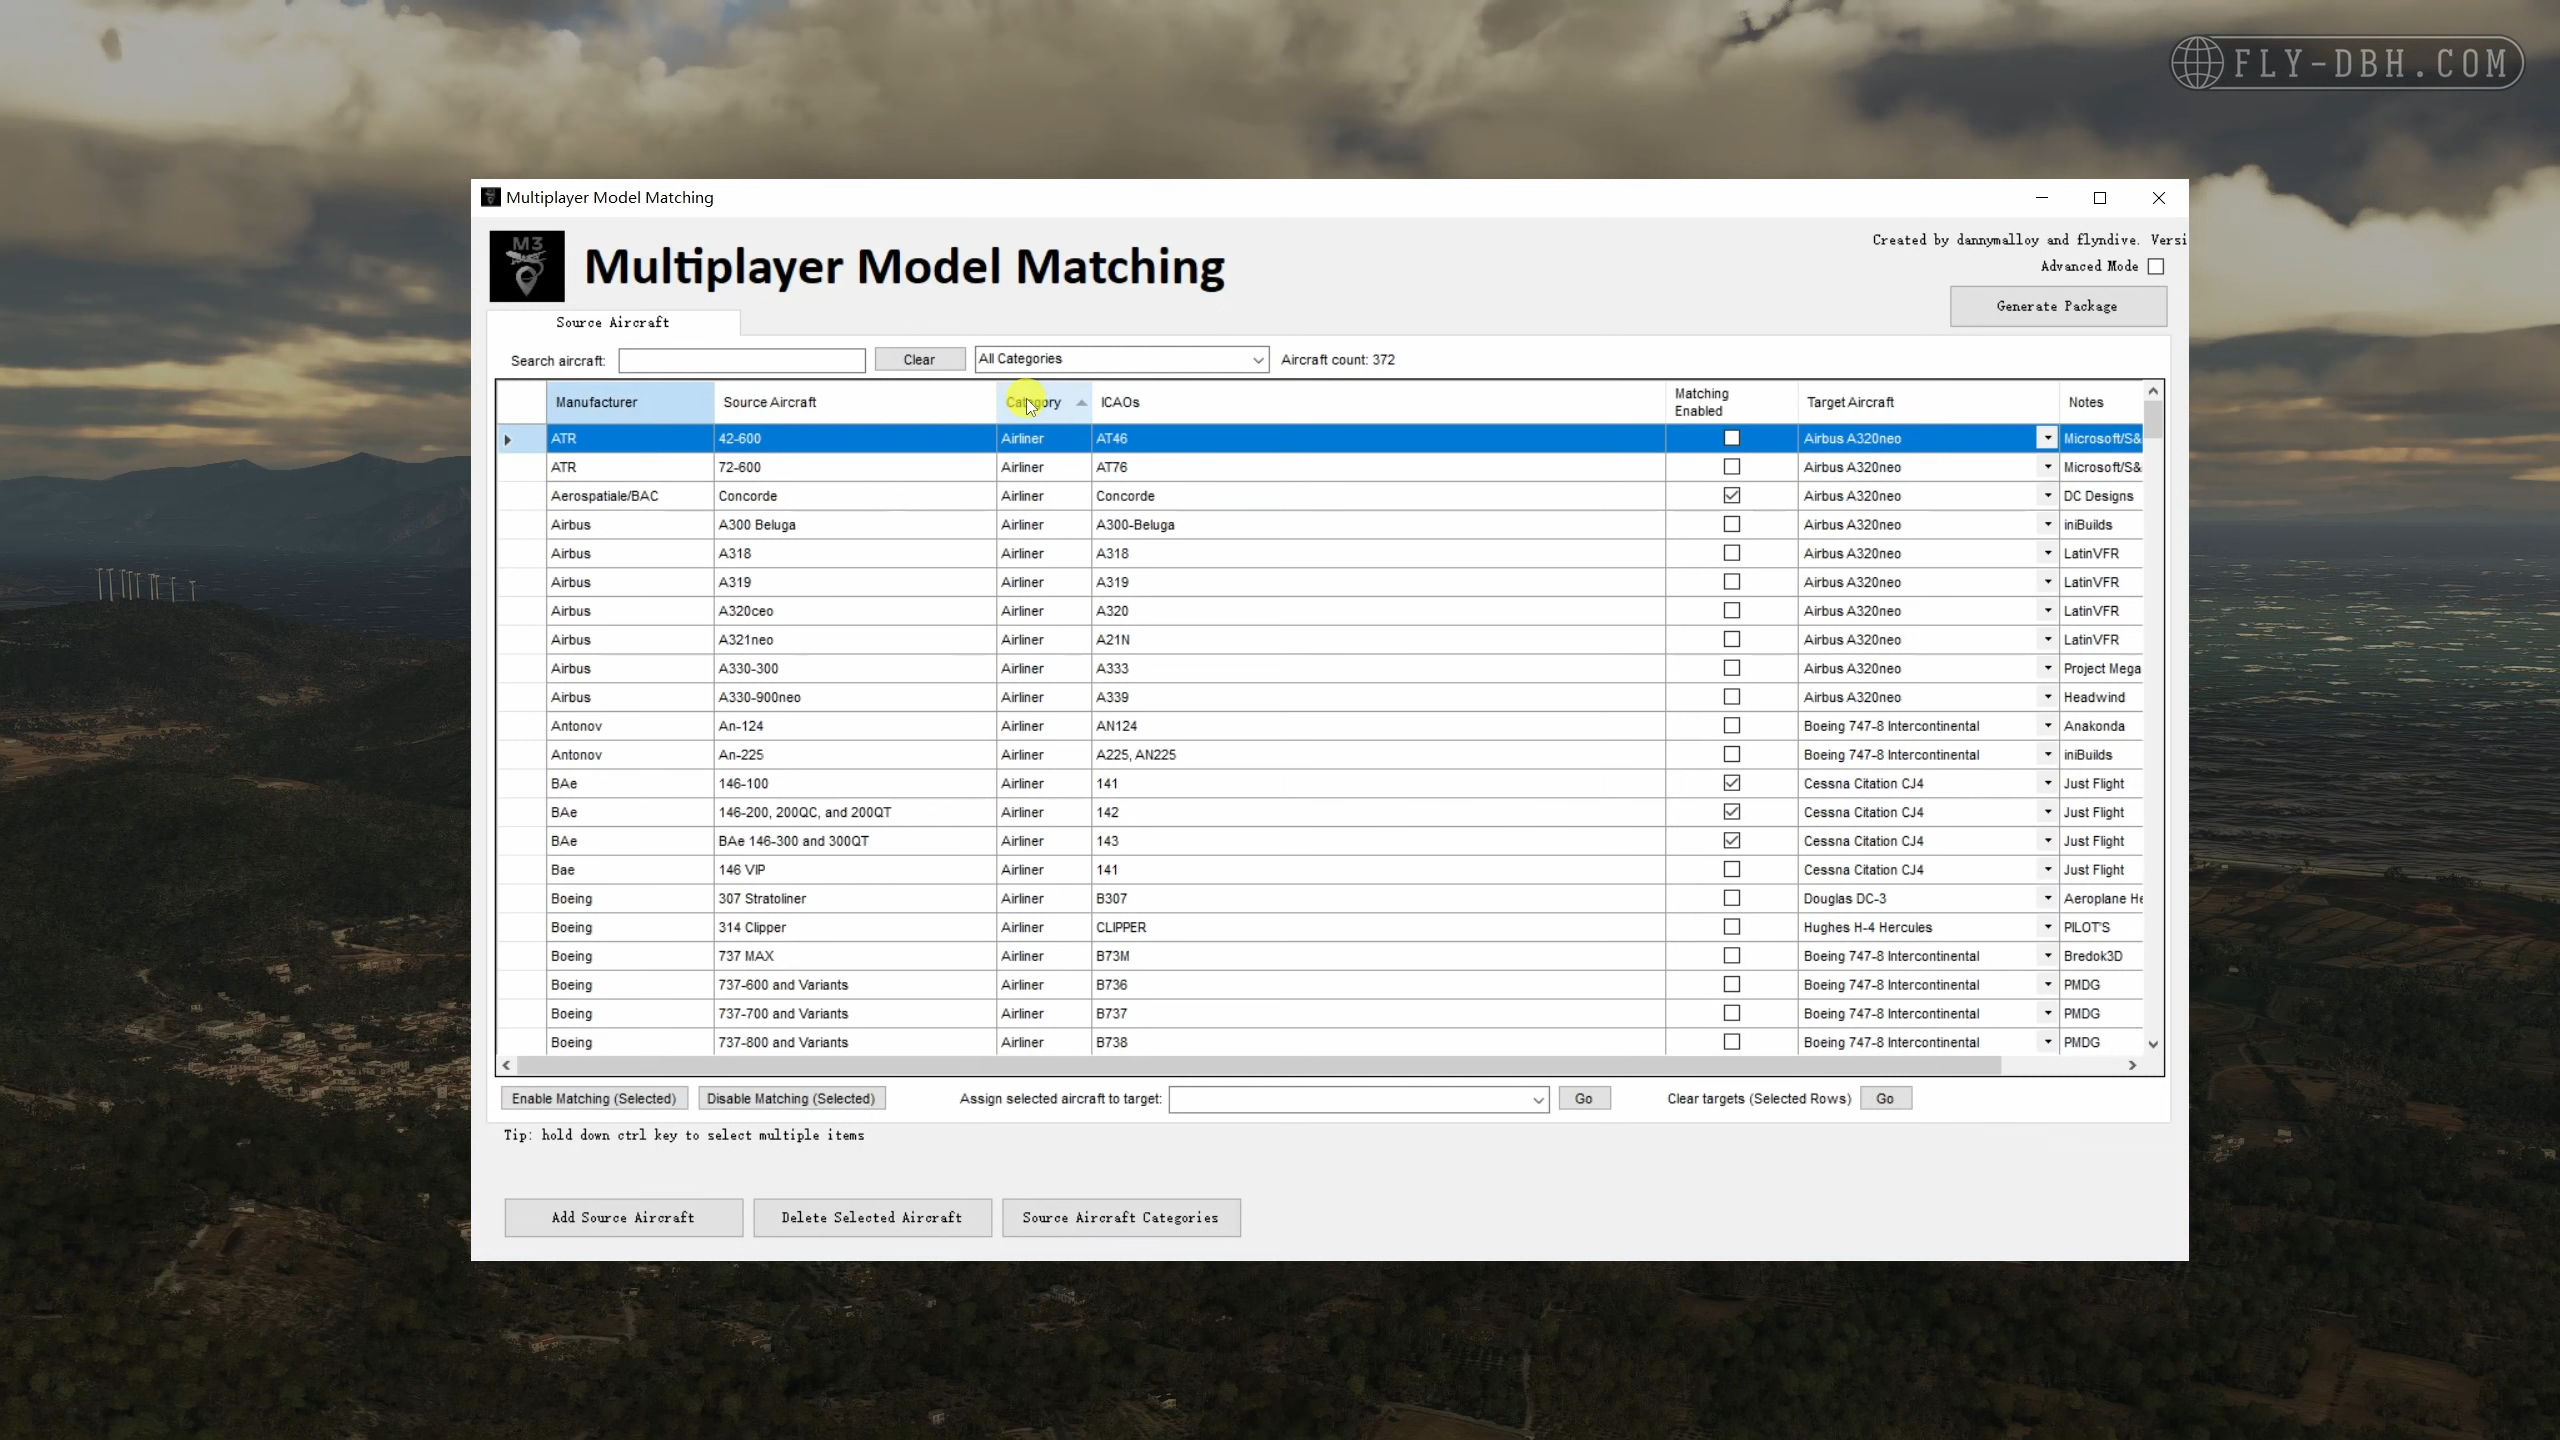 FLY-DBH.COM
Multiplayer Model Matching
M3
Multiplayer Model Matching
Created by dannymalloy and flyndive. Versi
Advanced Mode
Generate Package
Source Aircraft
Search aircraft: Clear All Categories Aircraft count: 372
Manufacturer Source Aircraft Category ICAOs Matching Enabled Target Aircraft Notes
ATR 42-600 Airliner AT46 Airbus A320neo Microsoft/S&
ATR 72-600 Airliner AT76 Airbus A320neo Microsoft/S&
Aerospatiale/BAC Concorde Airliner Concorde Airbus A320neo DC Designs
Airbus A300 Beluga Airliner A300-Beluga Airbus A320neo iniBuilds
Airbus A318 Airliner A318 Airbus A320neo LatinVFR
Airbus A319 Airliner A319 Airbus A320neo LatinVFR
Airbus A320ceo Airliner A320 Airbus A320neo LatinVFR
Airbus A321neo Airliner A21N Airbus A320neo LatinVFR
Airbus A330-300 Airliner A333 Airbus A320neo Project Mega
Airbus A330-900neo Airliner A339 Airbus A320neo Headwind
Antonov An-124 Airliner AN124 Boeing 747-8 Intercontinental Anakonda
Antonov An-225 Airliner A225, AN225 Boeing 747-8 Intercontinental iniBuilds
BAe 146-100 Airliner 141 Cessna Citation CJ4 Just Flight
BAe 146-200, 200QC, and 200QT Airliner 142 Cessna Citation CJ4 Just Flight
BAe BAe 146-300 and 300QT Airliner 143 Cessna Citation CJ4 Just Flight
Bae 146 VIP Airliner 141 Cessna Citation CJ4 Just Flight
Boeing 307 Stratoliner Airliner B307 Douglas DC-3 Aeroplane He
Boeing 314 Clipper Airliner CLIPPER Hughes H-4 Hercules PILOT'S
Boeing 737 MAX Airliner B73M Boeing 747-8 Intercontinental Bredok3D
Boeing 737-600 and Variants Airliner B736 Boeing 747-8 Intercontinental PMDG
Boeing 737-700 and Variants Airliner B737 Boeing 747-8 Intercontinental PMDG
Boeing 737-800 and Variants Airliner B738 Boeing 747-8 Intercontinental PMDG
Enable Matching (Selected) Disable Matching (Selected) Assign selected aircraft to target: Go Clear targets (Selected Rows) Go
Tip: hold down ctrl key to select multiple items
Add Source Aircraft Delete Selected Aircraft Source Aircraft Categories